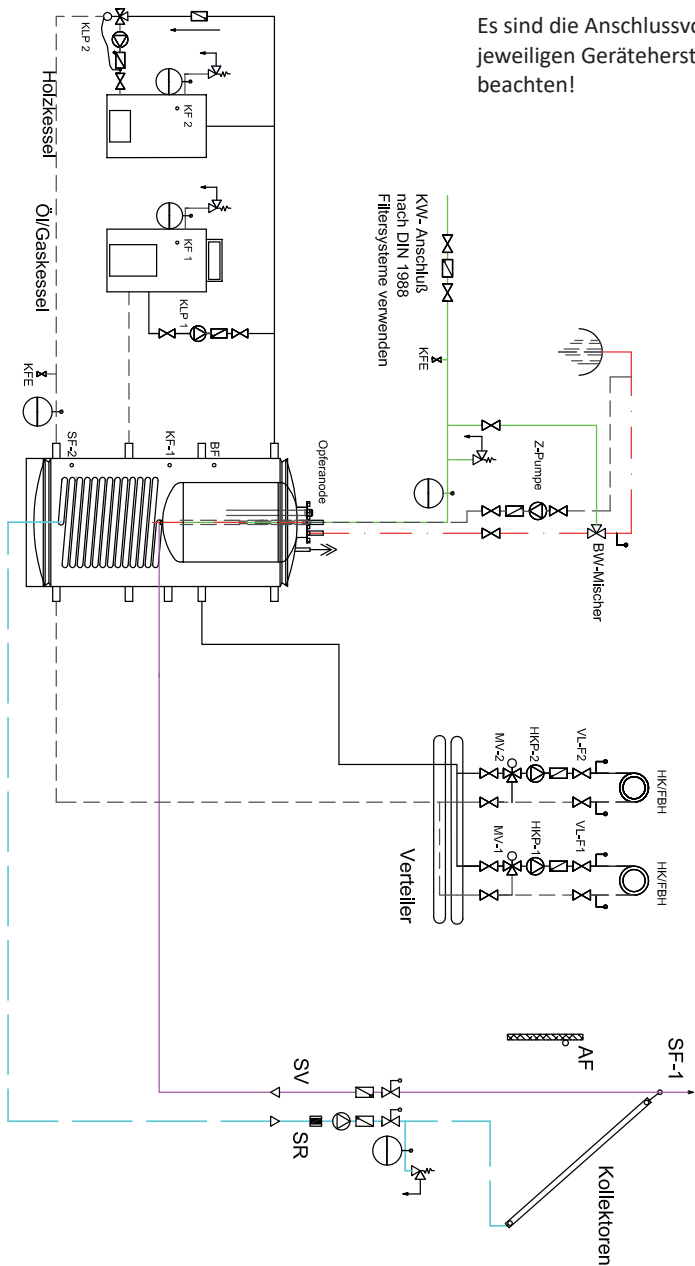 Es sind die Anschlussvo
jeweiligen Geräteherst
beachten!
KLP 2
KF 2
Holzkessel
KF 1
Öl/Gaskessel
KLP 1
KFE
KW- Anschluß
nach DIN 1988
Filtersysteme verwenden
KFE
Z-Pumpe
BW-Mischer
Opferanode
SF-2
KF-1
BF
MV-2
HKP-2
VL-F2
HK/FBH
MV-1
HKP-1
VL-F1
HK/FBH
Verteiler
AF
SF-1
SV
SR
Kollektoren